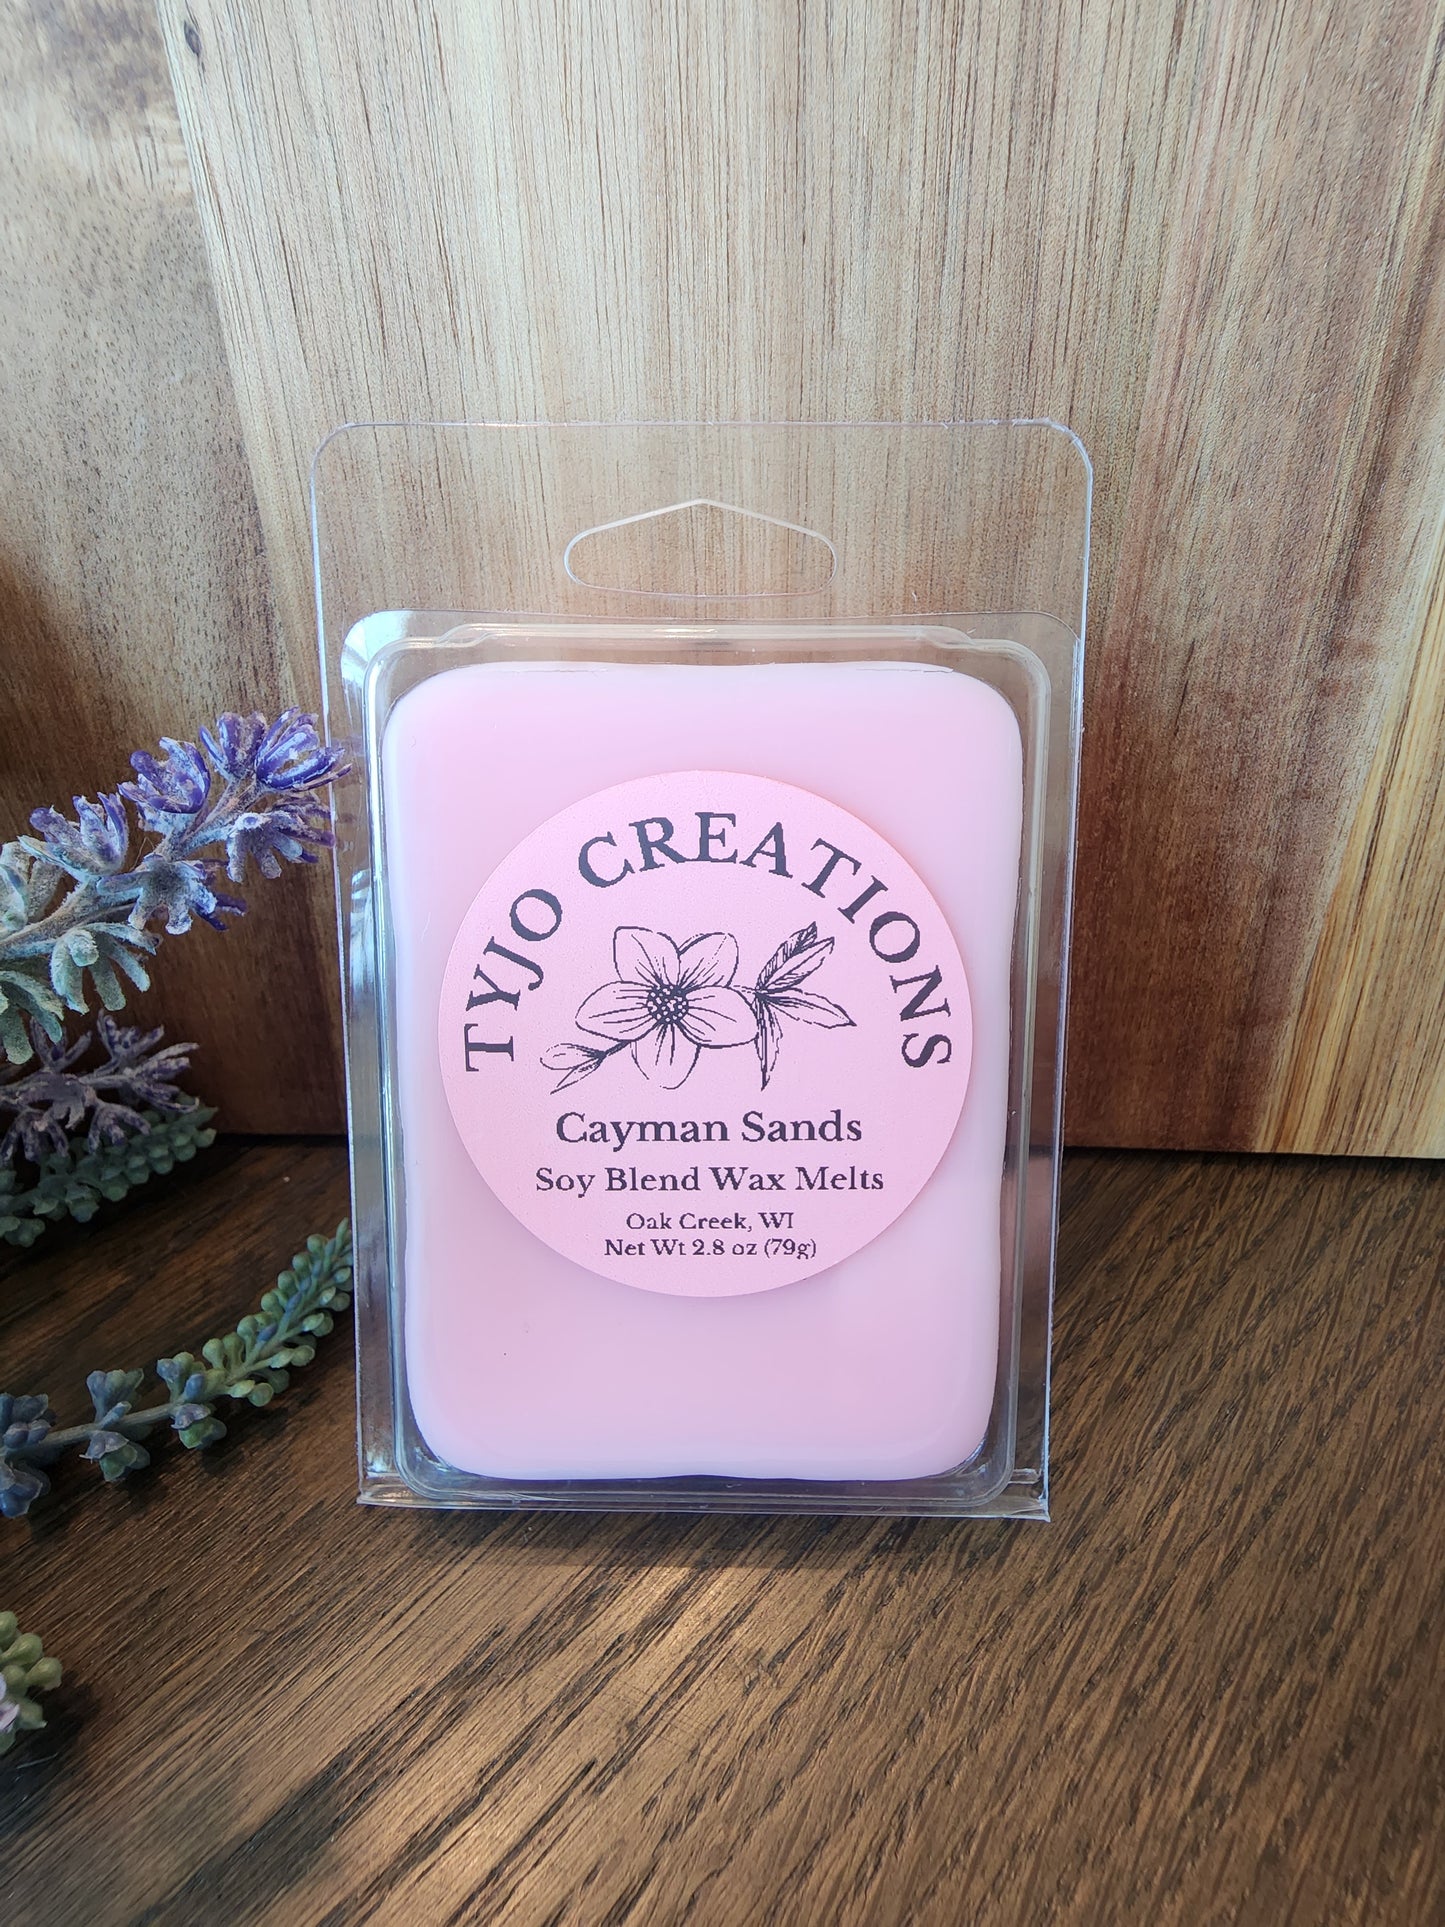 TYJO CREATIONS
Cayman Sands
Soy Blend Wax Melts
Oak Creek, WI
Net Wt 2.8 oz (79g)